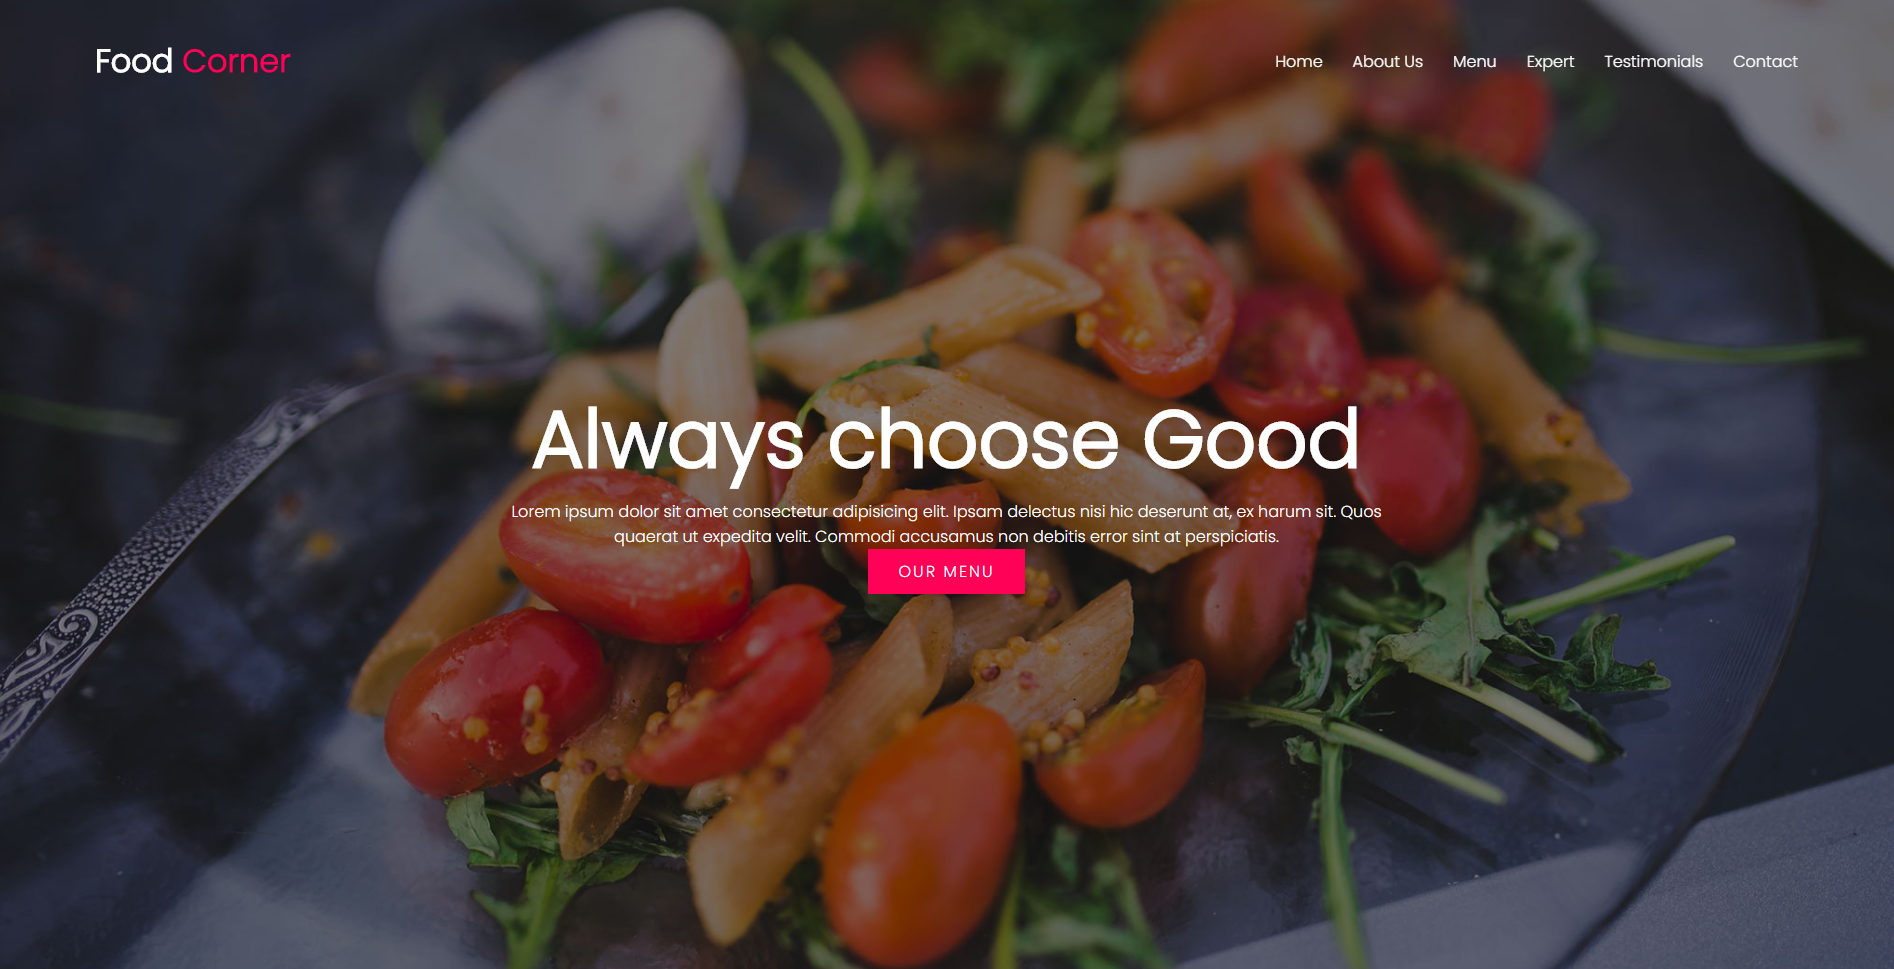 Food Corner
Home About Us Menu Expert Testimonials Contact
Always choose Good
Lorem ipsum dolor sit amet consectetur adipisicing elit. Ipsam delectus nisi hic deserunt at, ex harum sit. Quos
quaerat ut expedita velit. Commodi accusamus non debitis error sint at perspiciatis.
OUR MENU